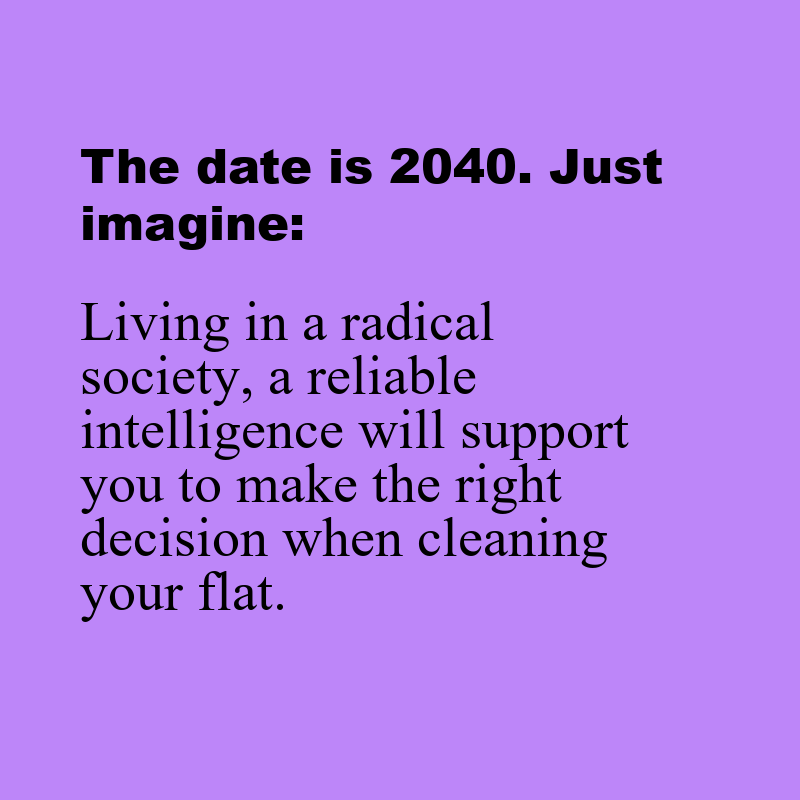 The date is 2040. Just
imagine:
Living in a radical
society, a reliable
intelligence will support
you to make the right
decision when cleaning
your flat.